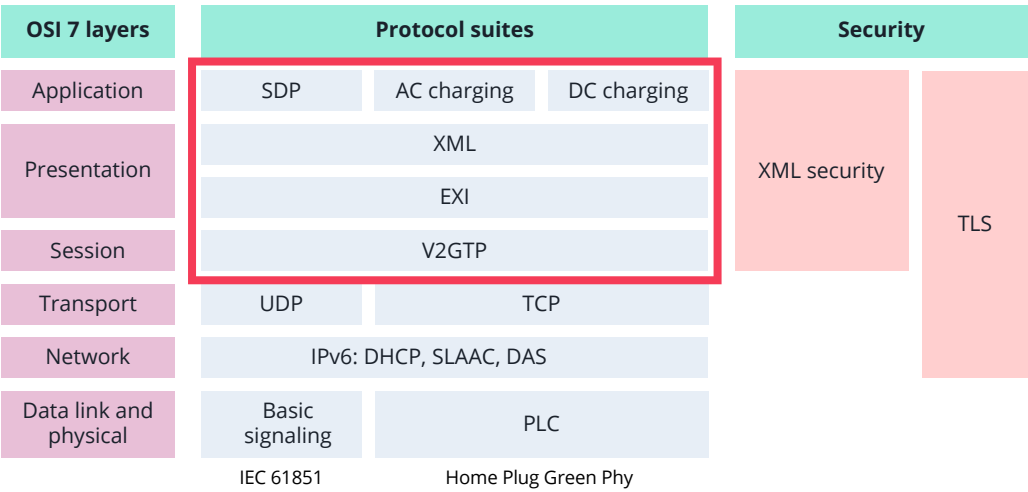 OSI 7 layers
Protocol suites
Security
Application
SDP
AC charging
DC charging
Presentation
XML
EXI
XML security
TLS
Session
V2GTP
Transport
UDP
TCP
Network
IPv6: DHCP, SLAAC, DAS
Data link and
physical
Basic
signaling
PLC
IEC 61851
Home Plug Green Phy